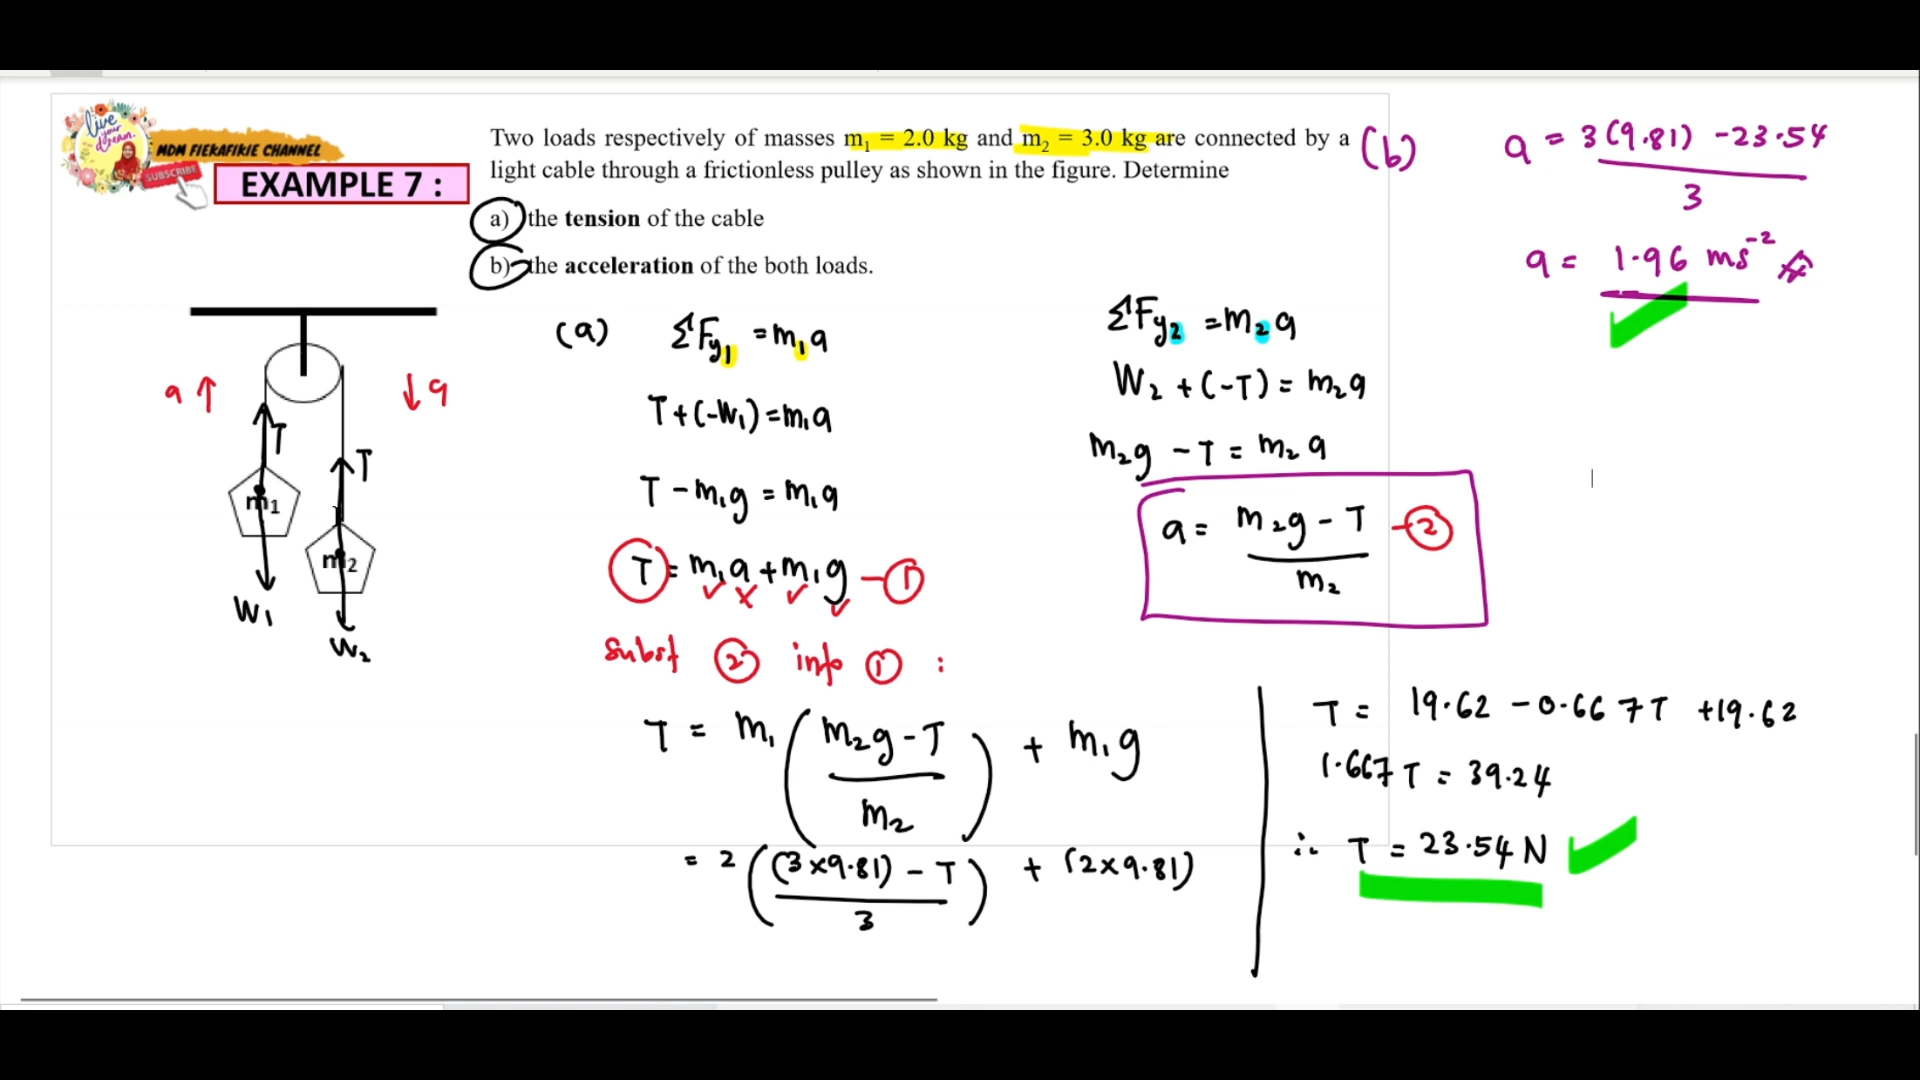 live
your
dream.
MDM FIEKAFIKIE CHANNEL
SUBSCRIBE
EXAMPLE 7 :
Two loads respectively of masses m₁ = 2.0 kg and m₂ = 3.0 kg are connected by a
light cable through a frictionless pulley as shown in the figure. Determine
a) the tension of the cable
b) the acceleration of the both loads.
a ↑
↓ a
T
T
m1
m2
W₁
W₂
(a) ΣFy₁ = m₁a
T + (-W₁) = m₁a
T - m₁g = m₁a
T = m₁a + m₁g - ①
Subst ② into ① :
T = m₁ ( (m₂g - T) / m₂ ) + m₁g
= 2 ( ((3×9.81) - T) / 3 ) + (2×9.81)
ΣFy₂ = m₂a
W₂ + (-T) = m₂a
m₂g - T = m₂a
a = (m₂g - T) / m₂ - ②
T = 19.62 - 0.667T + 19.62
1.667T = 39.24
∴ T = 23.54 N
(b) a = (3(9.81) - 23.54) / 3
a = 1.96 ms⁻²